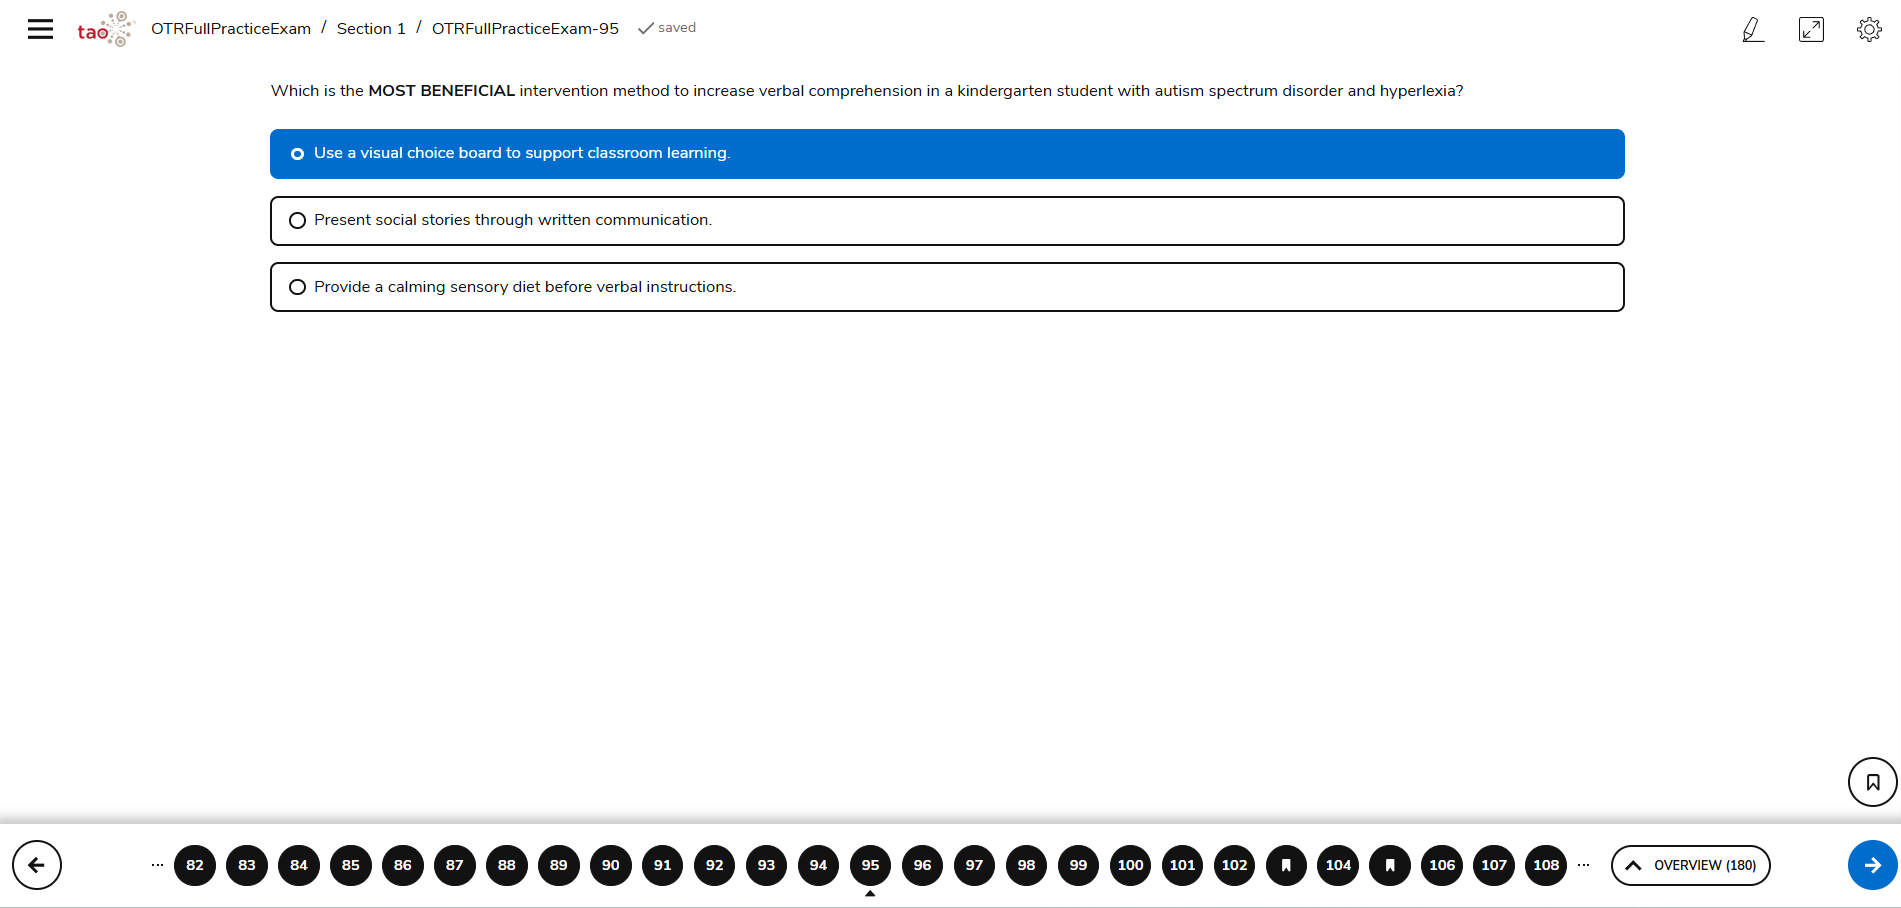 tao OTRFullPracticeExam / Section 1 / OTRFullPracticeExam-95 saved
Which is the MOST BENEFICIAL intervention method to increase verbal comprehension in a kindergarten student with autism spectrum disorder and hyperlexia?
Use a visual choice board to support classroom learning.
Present social stories through written communication.
Provide a calming sensory diet before verbal instructions.
... 82 83 84 85 86 87 88 89 90 91 92 93 94 95 96 97 98 99 100 101 102 104 106 107 108 ... OVERVIEW (180)